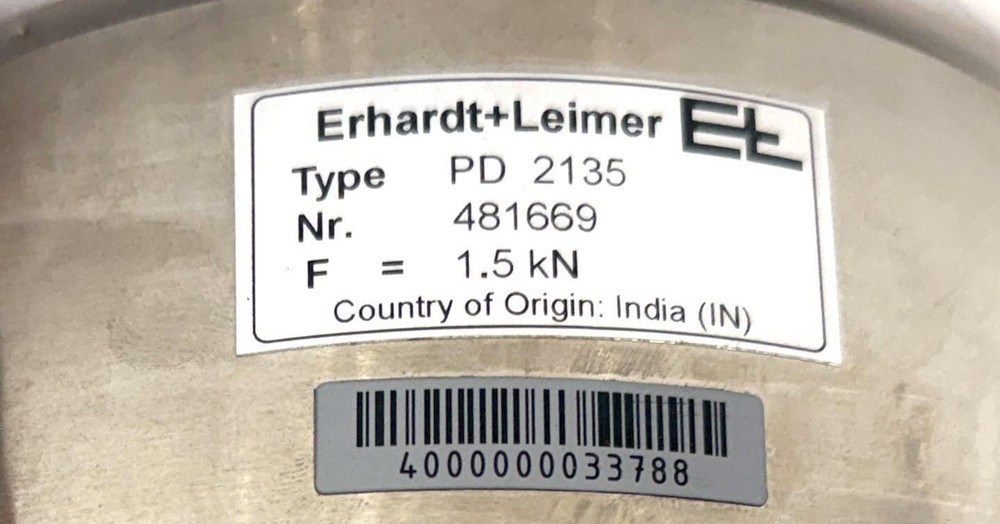 Erhardt+Leimer E+L
Type PD 2135
Nr. 481669
F = 1.5 kN
Country of Origin: India (IN)
4000000033788